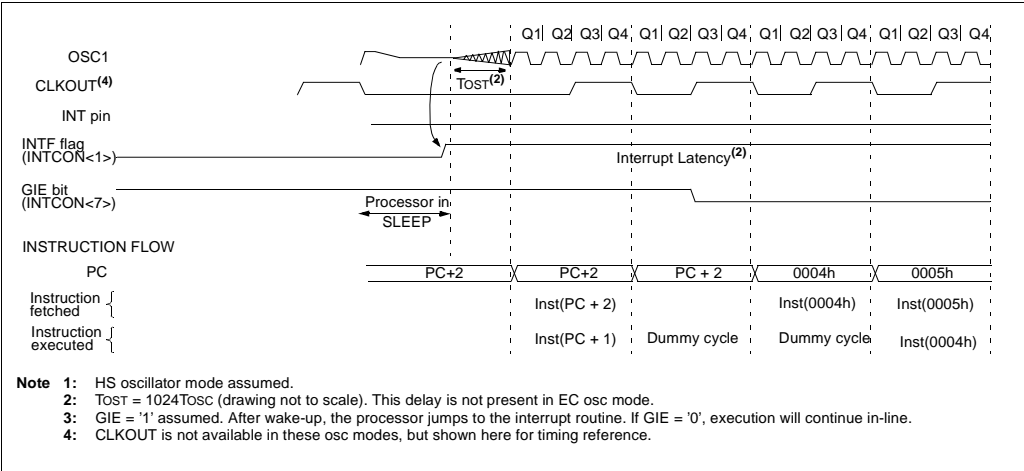 Q1 Q2 Q3 Q4 Q1 Q2 Q3 Q4 Q1 Q2 Q3 Q4 Q1 Q2 Q3 Q4
OSC1
CLKOUT(4)
TOST(2)
INT pin
INTF flag
(INTCON<1>)
Interrupt Latency(2)
GIE bit
(INTCON<7>)
Processor in
SLEEP
INSTRUCTION FLOW
PC PC+2 PC+2 PC + 2 0004h 0005h
Instruction
fetched
Inst(PC + 2) Inst(0004h) Inst(0005h)
Instruction
executed
Inst(PC + 1) Dummy cycle Dummy cycle Inst(0004h)
Note 1: HS oscillator mode assumed.
2: TOST = 1024TOSC (drawing not to scale). This delay is not present in EC osc mode.
3: GIE = '1' assumed. After wake-up, the processor jumps to the interrupt routine. If GIE = '0', execution will continue in-line.
4: CLKOUT is not available in these osc modes, but shown here for timing reference.